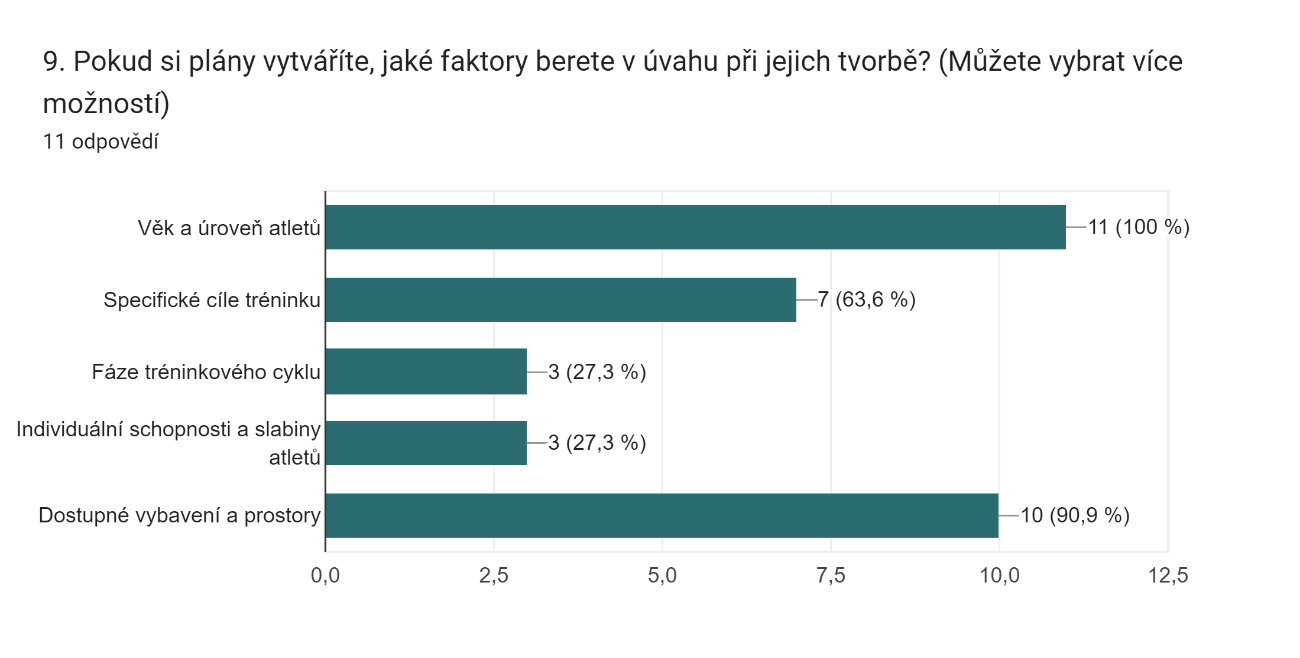 9. Pokud si plány vytváříte, jaké faktory berete v úvahu při jejich tvorbě? (Můžete vybrat více
možností)
11 odpovědí
Věk a úroveň atletů
11 (100 %)
Specifické cíle tréninku
7 (63,6 %)
Fáze tréninkového cyklu
3 (27,3 %)
Individuální schopnosti a slabiny
atletů
3 (27,3 %)
Dostupné vybavení a prostory
10 (90,9 %)
0,0 2,5 5,0 7,5 10,0 12,5